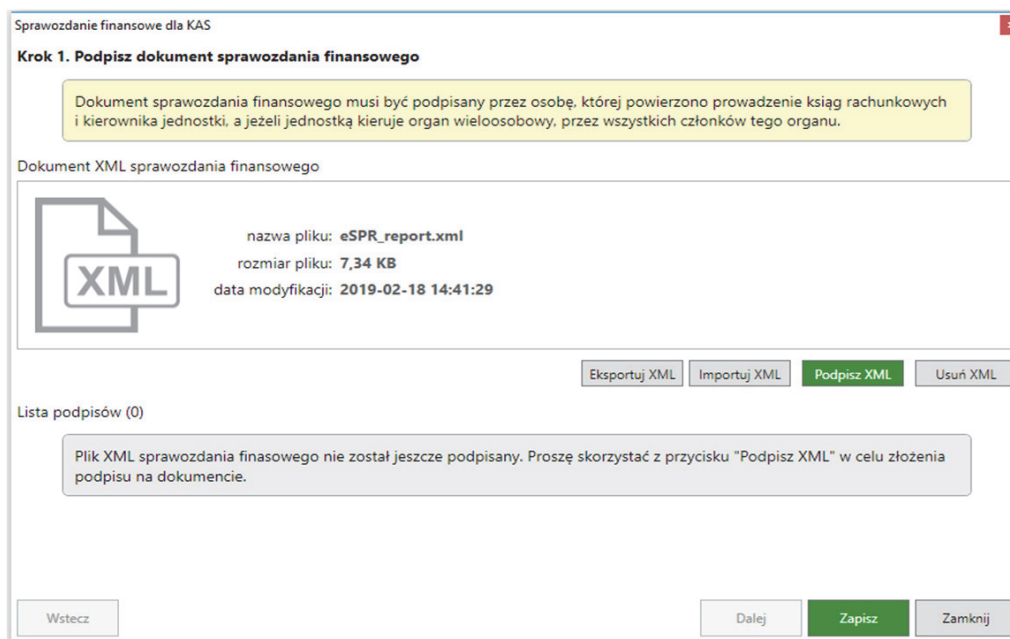 Sprawozdanie finansowe dla KAS
Krok 1. Podpisz dokument sprawozdania finansowego
Dokument sprawozdania finansowego musi być podpisany przez osobę, której powierzono prowadzenie ksiąg rachunkowych
i kierownika jednostki, a jeżeli jednostką kieruje organ wieloosobowy, przez wszystkich członków tego organu.
Dokument XML sprawozdania finansowego
XML
nazwa pliku: eSPR_report.xml
rozmiar pliku: 7,34 KB
data modyfikacji: 2019-02-18 14:41:29
Eksportuj XML Importuj XML Podpisz XML Usuń XML
Lista podpisów (0)
Plik XML sprawozdania finasowego nie został jeszcze podpisany. Proszę skorzystać z przycisku "Podpisz XML" w celu złożenia
podpisu na dokumencie.
Wstecz Dalej Zapisz Zamknij